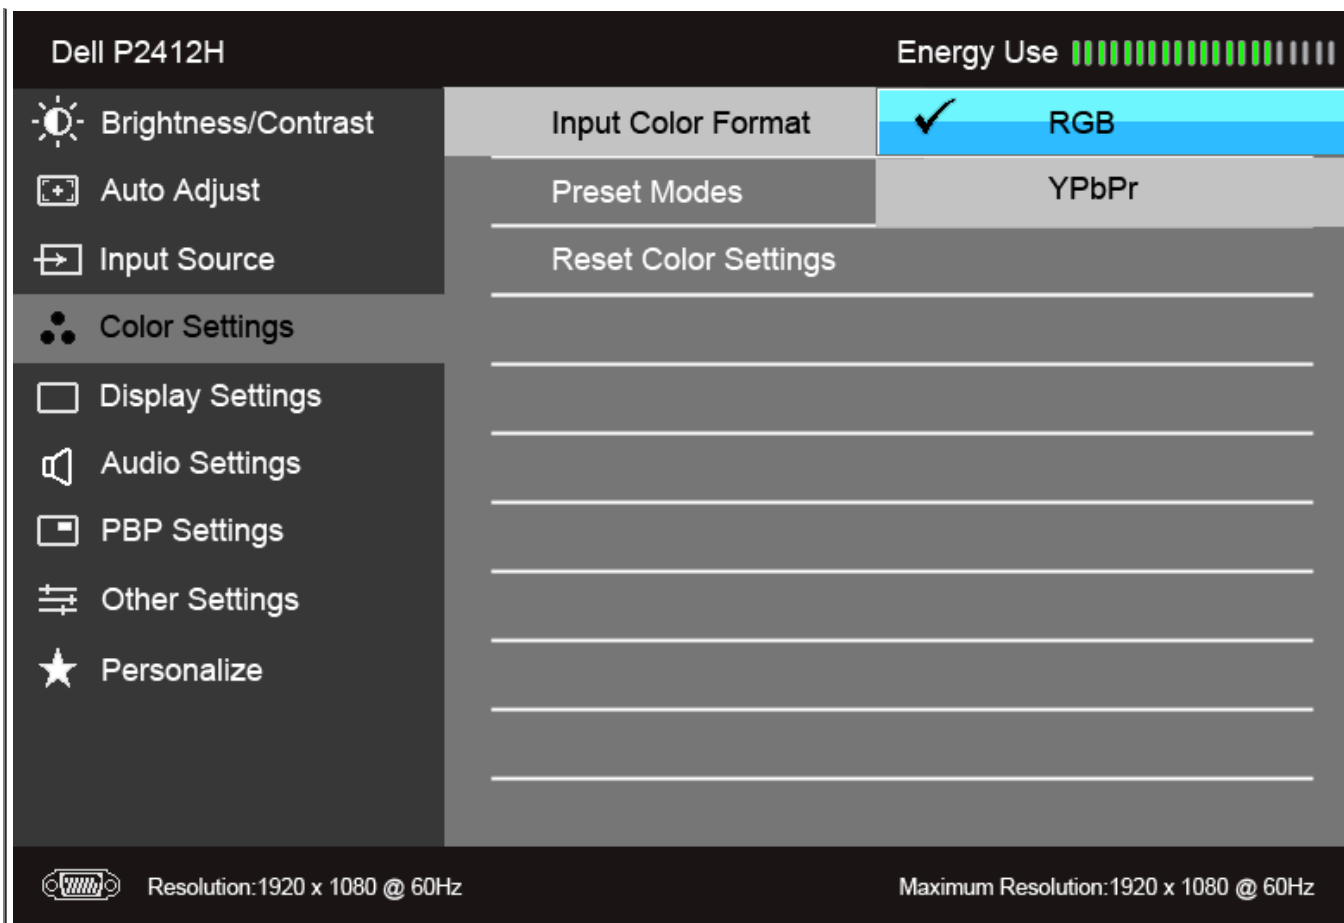 Dell P2412H
Energy Use
Brightness/Contrast
Input Color Format
RGB
Auto Adjust
Preset Modes
YPbPr
Input Source
Reset Color Settings
Color Settings
Display Settings
Audio Settings
PBP Settings
Other Settings
Personalize
Resolution:1920 x 1080 @ 60Hz
Maximum Resolution:1920 x 1080 @ 60Hz